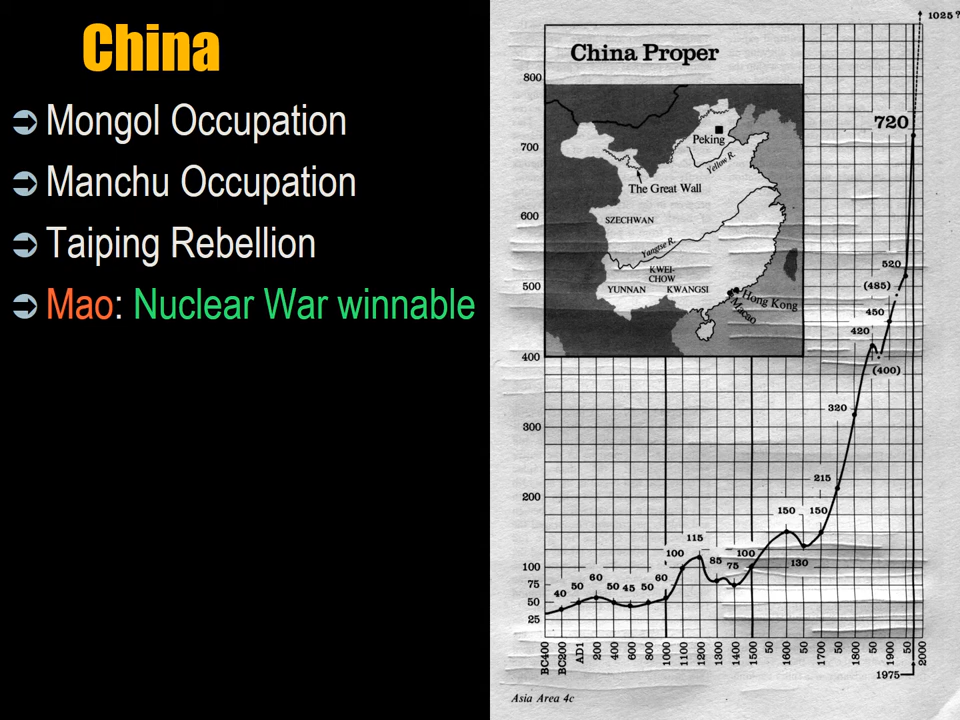 China
Mongol Occupation
Manchu Occupation
Taiping Rebellion
Mao: Nuclear War winnable
1025?
China Proper
800
720
700
Peking
Yellow R.
The Great Wall
600
SZECHWAN
Yangtse R.
520
KWEI-
CHOW
(485)
500
YUNNAN
KWANGSI
Hong Kong
Macao
450
420
400
(400)
320
300
215
200
150
150
130
115
100
100
100
85
75
75
60
60
50
50
50
50
45
40
25
BC400
BC200
AD1
200
400
600
800
1000
1100
1200
1300
1400
1500
50
1600
50
1700
50
1800
50
1900
50
2000
1975
Asia Area 4c